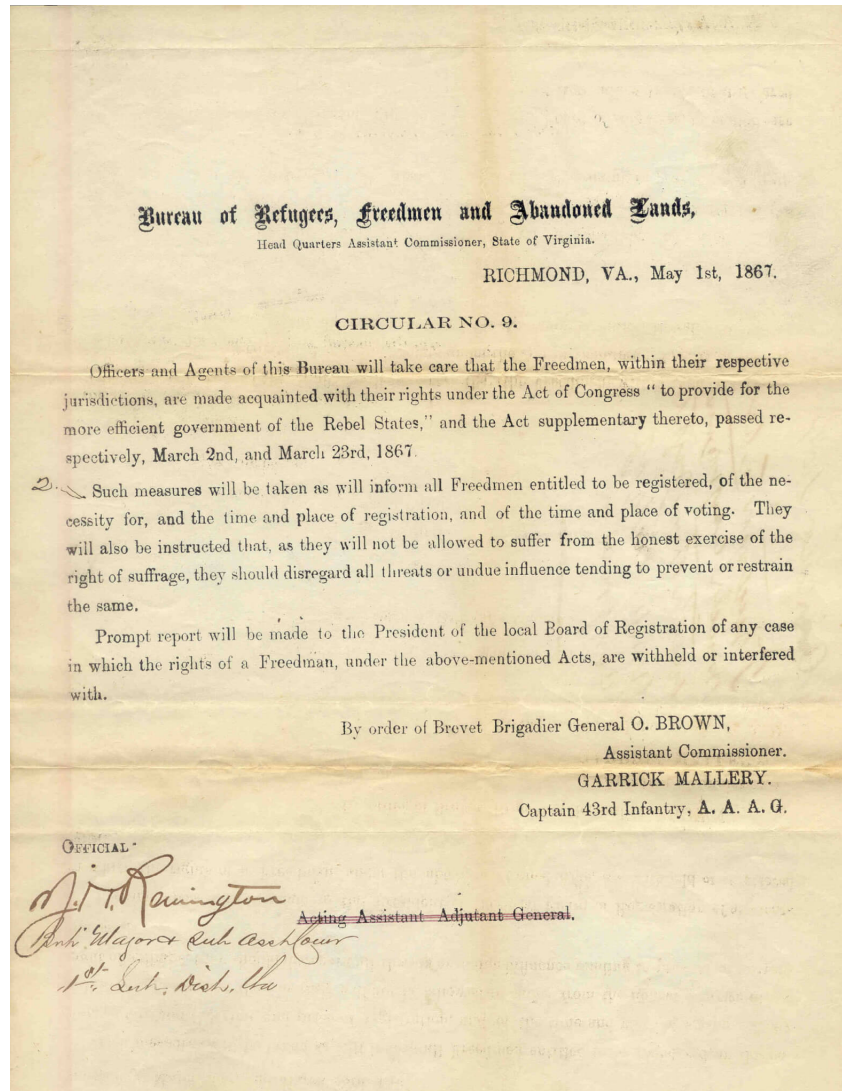 Bureau of Refugees, Freedmen and Abandoned Lands,
Head Quarters Assistant Commissioner, State of Virginia.
RICHMOND, VA., May 1st, 1867.
CIRCULAR NO. 9.
Officers and Agents of this Bureau will take care that the Freedmen, within their respective
jurisdictions, are made acquainted with their rights under the Act of Congress " to provide for the
more efficient government of the Rebel States," and the Act supplementary thereto, passed re-
spectively, March 2nd, and March 23rd, 1867.
2. Such measures will be taken as will inform all Freedmen entitled to be registered, of the ne-
cessity for, and the time and place of registration, and of the time and place of voting. They
will also be instructed that, as they will not be allowed to suffer from the honest exercise of the
right of suffrage, they should disregard all threats or undue influence tending to prevent or restrain
the same.
Prompt report will be made to the President of the local Board of Registration of any case
in which the rights of a Freedman, under the above-mentioned Acts, are withheld or interfered
with.
By order of Brevet Brigadier General O. BROWN,
Assistant Commissioner.
GARRICK MALLERY.
Captain 43rd Infantry, A. A. A. G.
OFFICIAL
Remington
Acting Assistant Adjutant General.
Major & Sub Asst Comr
1st Sub. Dist. Va